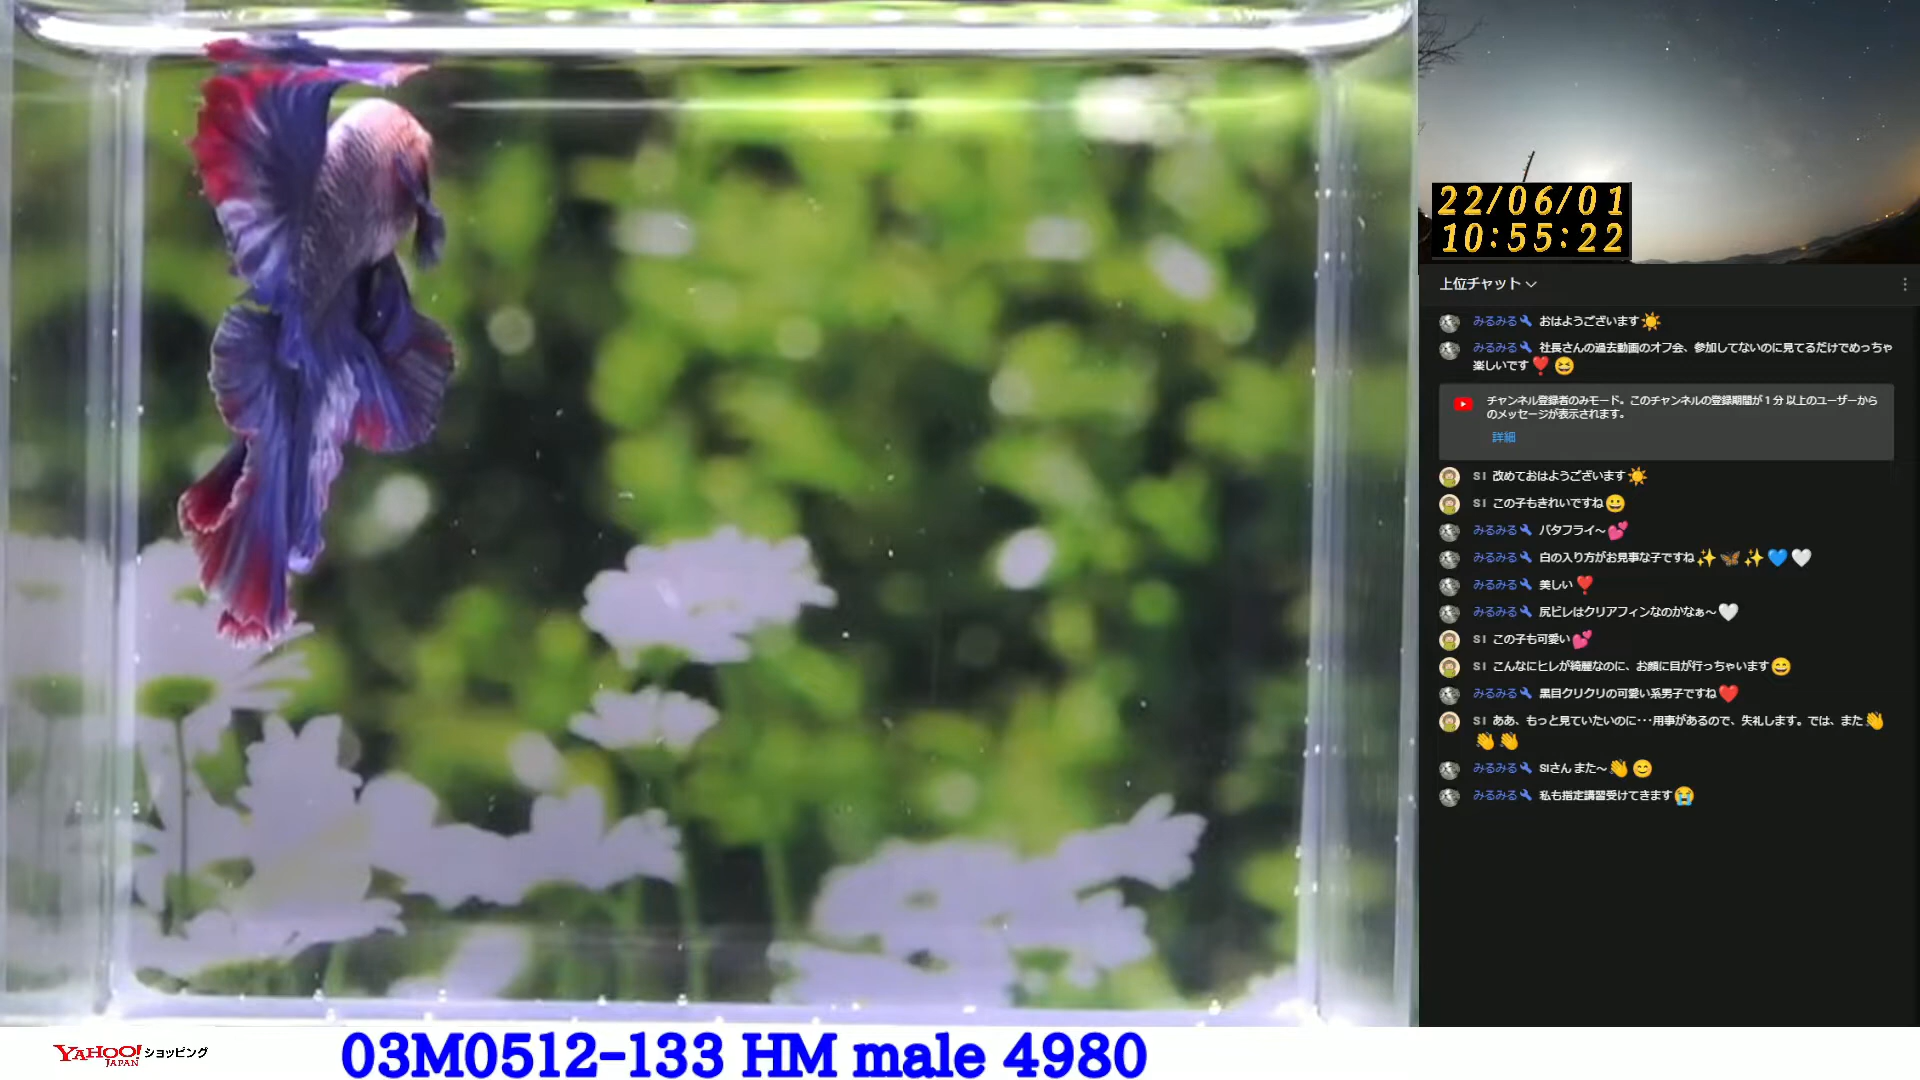 22/06/01
10:55:22
上位チャット
みるみる おはようございます☀️
みるみる 社長さんの過去動画のオフ会、参加してないのに見てるだけでめっちゃ
楽しいです❣️😆
チャンネル登録者のみモード。このチャンネルの登録期間が 1 分 以上のユーザーから
のメッセージが表示されます。
詳細
S I 改めておはようございます☀️
S I この子もきれいですね😀
みるみる バタフライ〜💕
みるみる 白の入り方がお見事な子ですね✨🦋✨💙🤍
みるみる 美しい❣️
みるみる 尻ビレはクリアフィンなのかなぁ〜🤍
S I この子も可愛い💕
S I こんなにヒレが綺麗なのに、お顔に目が行っちゃいます😄
みるみる 黒目クリクリの可愛い系男子ですね❤️
S I ああ、もっと見ていたいのに･･･用事があるので、失礼します。では、また👋
👋👋
みるみる SIさん また〜👋😊
みるみる 私も指定講習受けてきます😭
YAHOO! JAPAN ショッピング
03M0512-133 HM male 4980